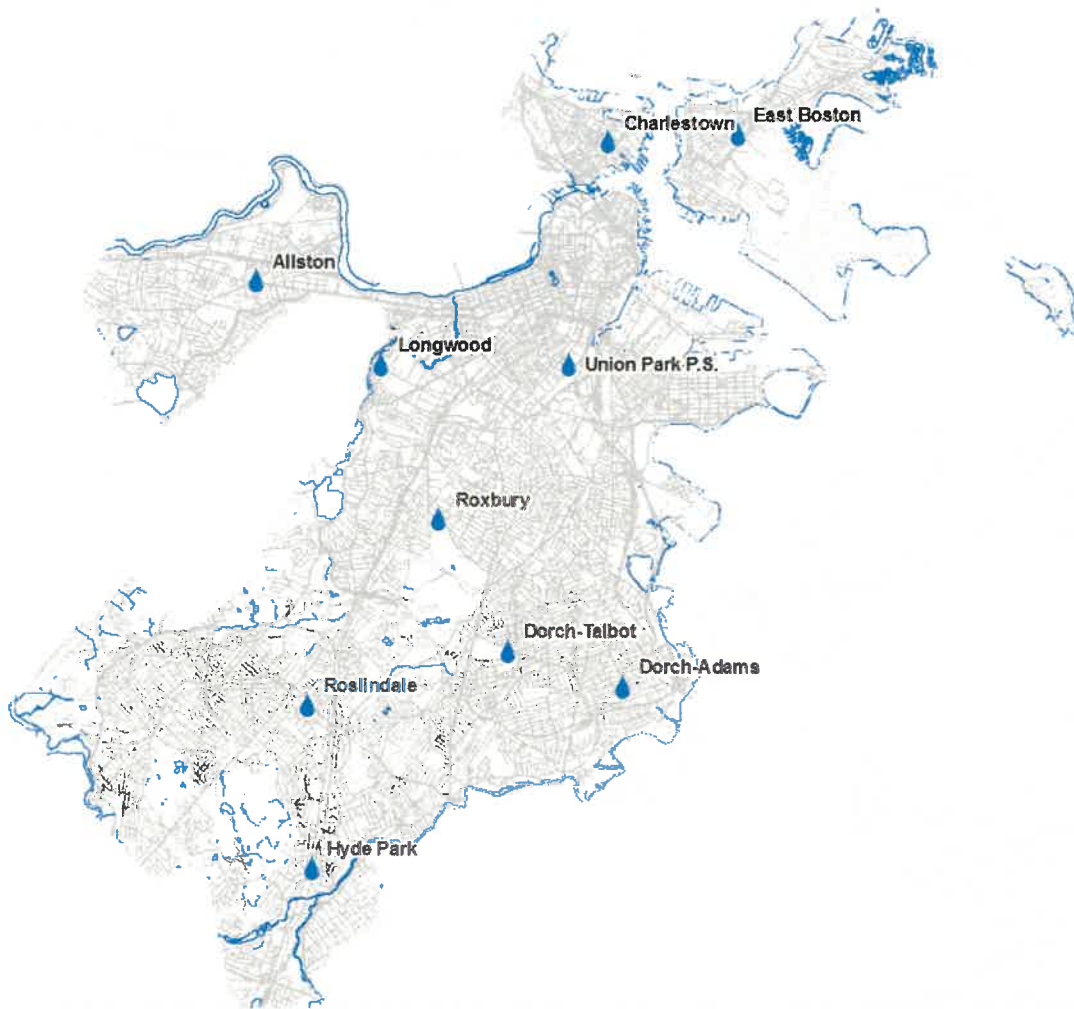 Charlestown
East Boston
Allston
Longwood
Union Park P.S.
Roxbury
Dorch-Talbot
Dorch-Adams
Roslindale
Hyde Park